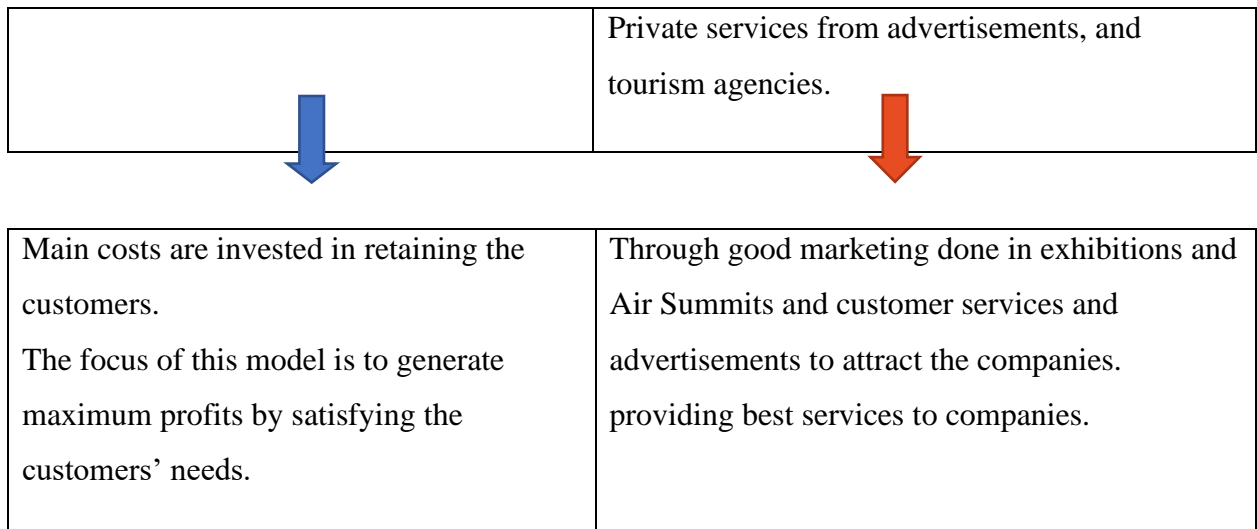 Private services from advertisements, and
tourism agencies.
Main costs are invested in retaining the
customers.
The focus of this model is to generate
maximum profits by satisfying the
customers’ needs.
Through good marketing done in exhibitions and
Air Summits and customer services and
advertisements to attract the companies.
providing best services to companies.